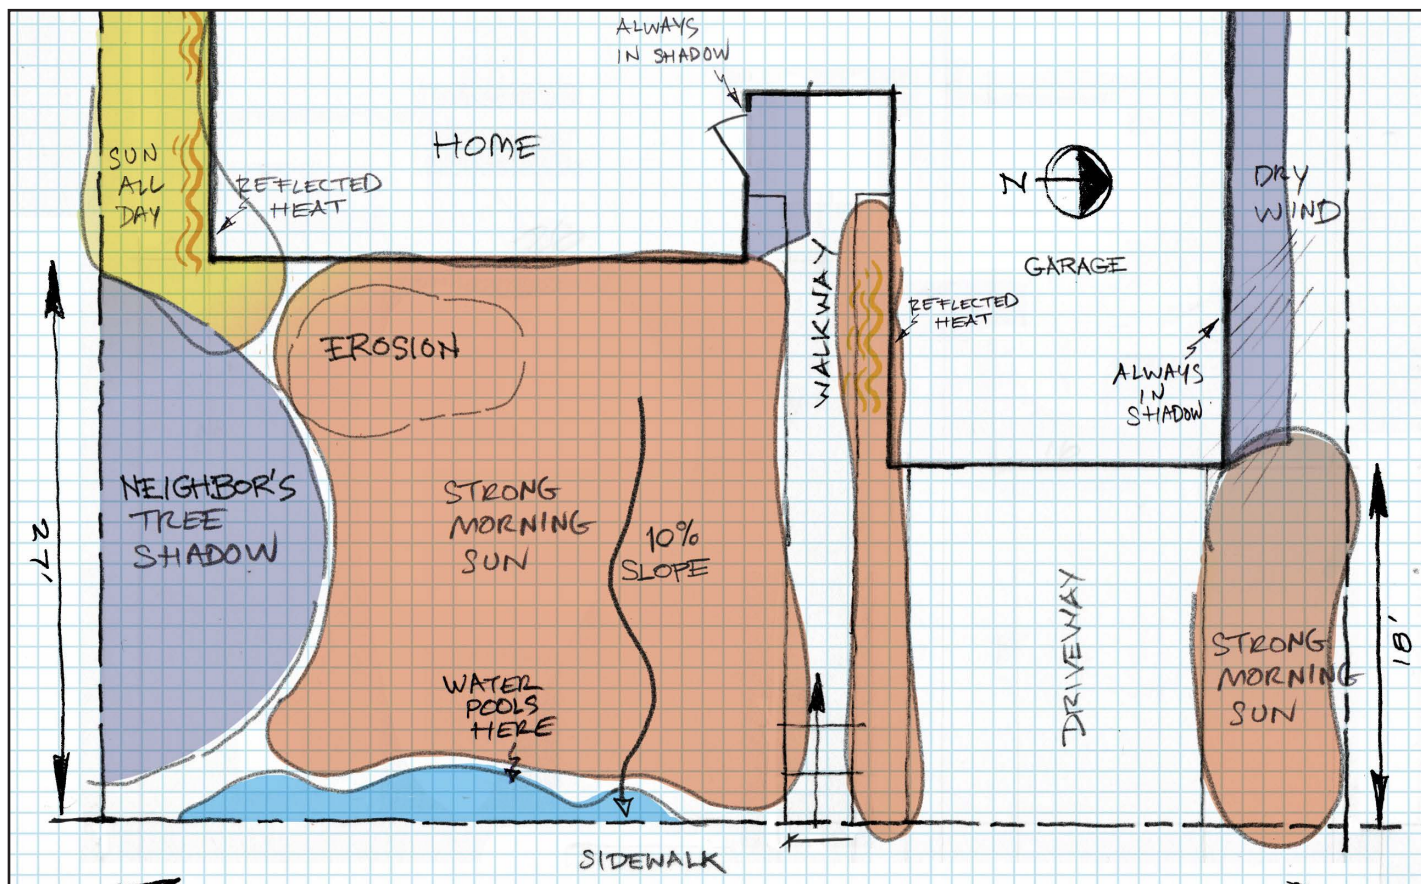 ALWAYS
IN SHADOW
HOME
SUN
ALL
DAY
REFLECTED
HEAT
N
DRY
WIND
GARAGE
WALKWAY
REFLECTED
HEAT
EROSION
ALWAYS
IN
SHADOW
NEIGHBOR'S
TREE
SHADOW
27'
STRONG
MORNING
SUN
10%
SLOPE
DRIVEWAY
STRONG
MORNING
SUN
18'
WATER
POOLS
HERE
SIDEWALK